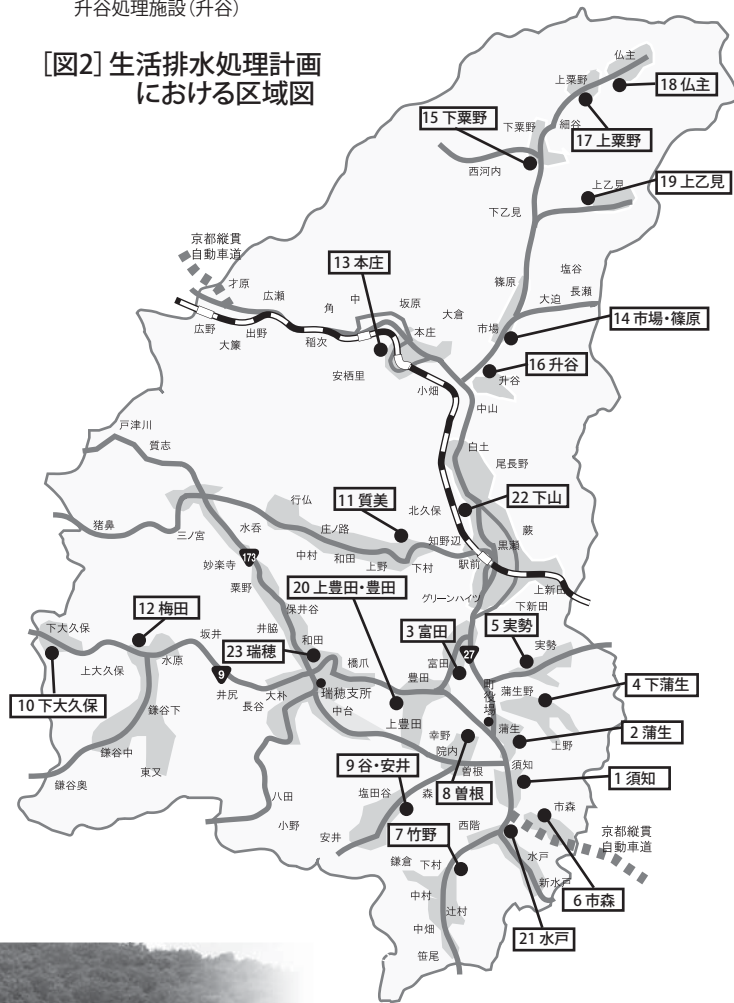 升谷処理施設（升谷）
［図2］生活排水処理計画
における区域図
仏主
上粟野
18 仏主
15 下粟野
下粟野
細谷
17 上粟野
西河内
上乙見
19 上乙見
下乙見
京都縦貫
自動車道
13 本庄
才原
広瀬
角
中
坂原
大倉
篠原
塩谷
大迫
長瀬
広野
大簾
出野
稲次
本庄
市場
14 市場・篠原
安栖里
小畑
16 升谷
升谷
中山
戸津川
質志
白土
尾長野
行仏
11 質美
北久保
22 下山
猪鼻
三ノ宮
水呑
庄ノ路
知野辺
黒瀬
蕨
173
妙楽寺
中村
和田
上野
下村
駅前
粟野
20 上豊田・豊田
グリーンハイツ
上新田
保井谷
下新田
12 梅田
井脇
3 富田
5 実勢
下大久保
坂井
23 瑞穂
和田
27
実勢
橋爪
富田
上大久保
水原
9
豊田
町役場
蒲生野
4 下蒲生
10 下大久保
井尻
大朴
瑞穂支所
鎌谷下
長谷
中台
上豊田
幸野
蒲生
上野
2 蒲生
鎌谷中
院内
9 谷・安井
曽根
須知
1 須知
鎌谷奥
東又
塩田谷
森
8 曽根
八田
市森
小野
安井
7 竹野
西階
京都縦貫
自動車道
鎌倉
下村
水戸
中村
新水戸
6 市森
辻村
中畑
21 水戸
笹尾